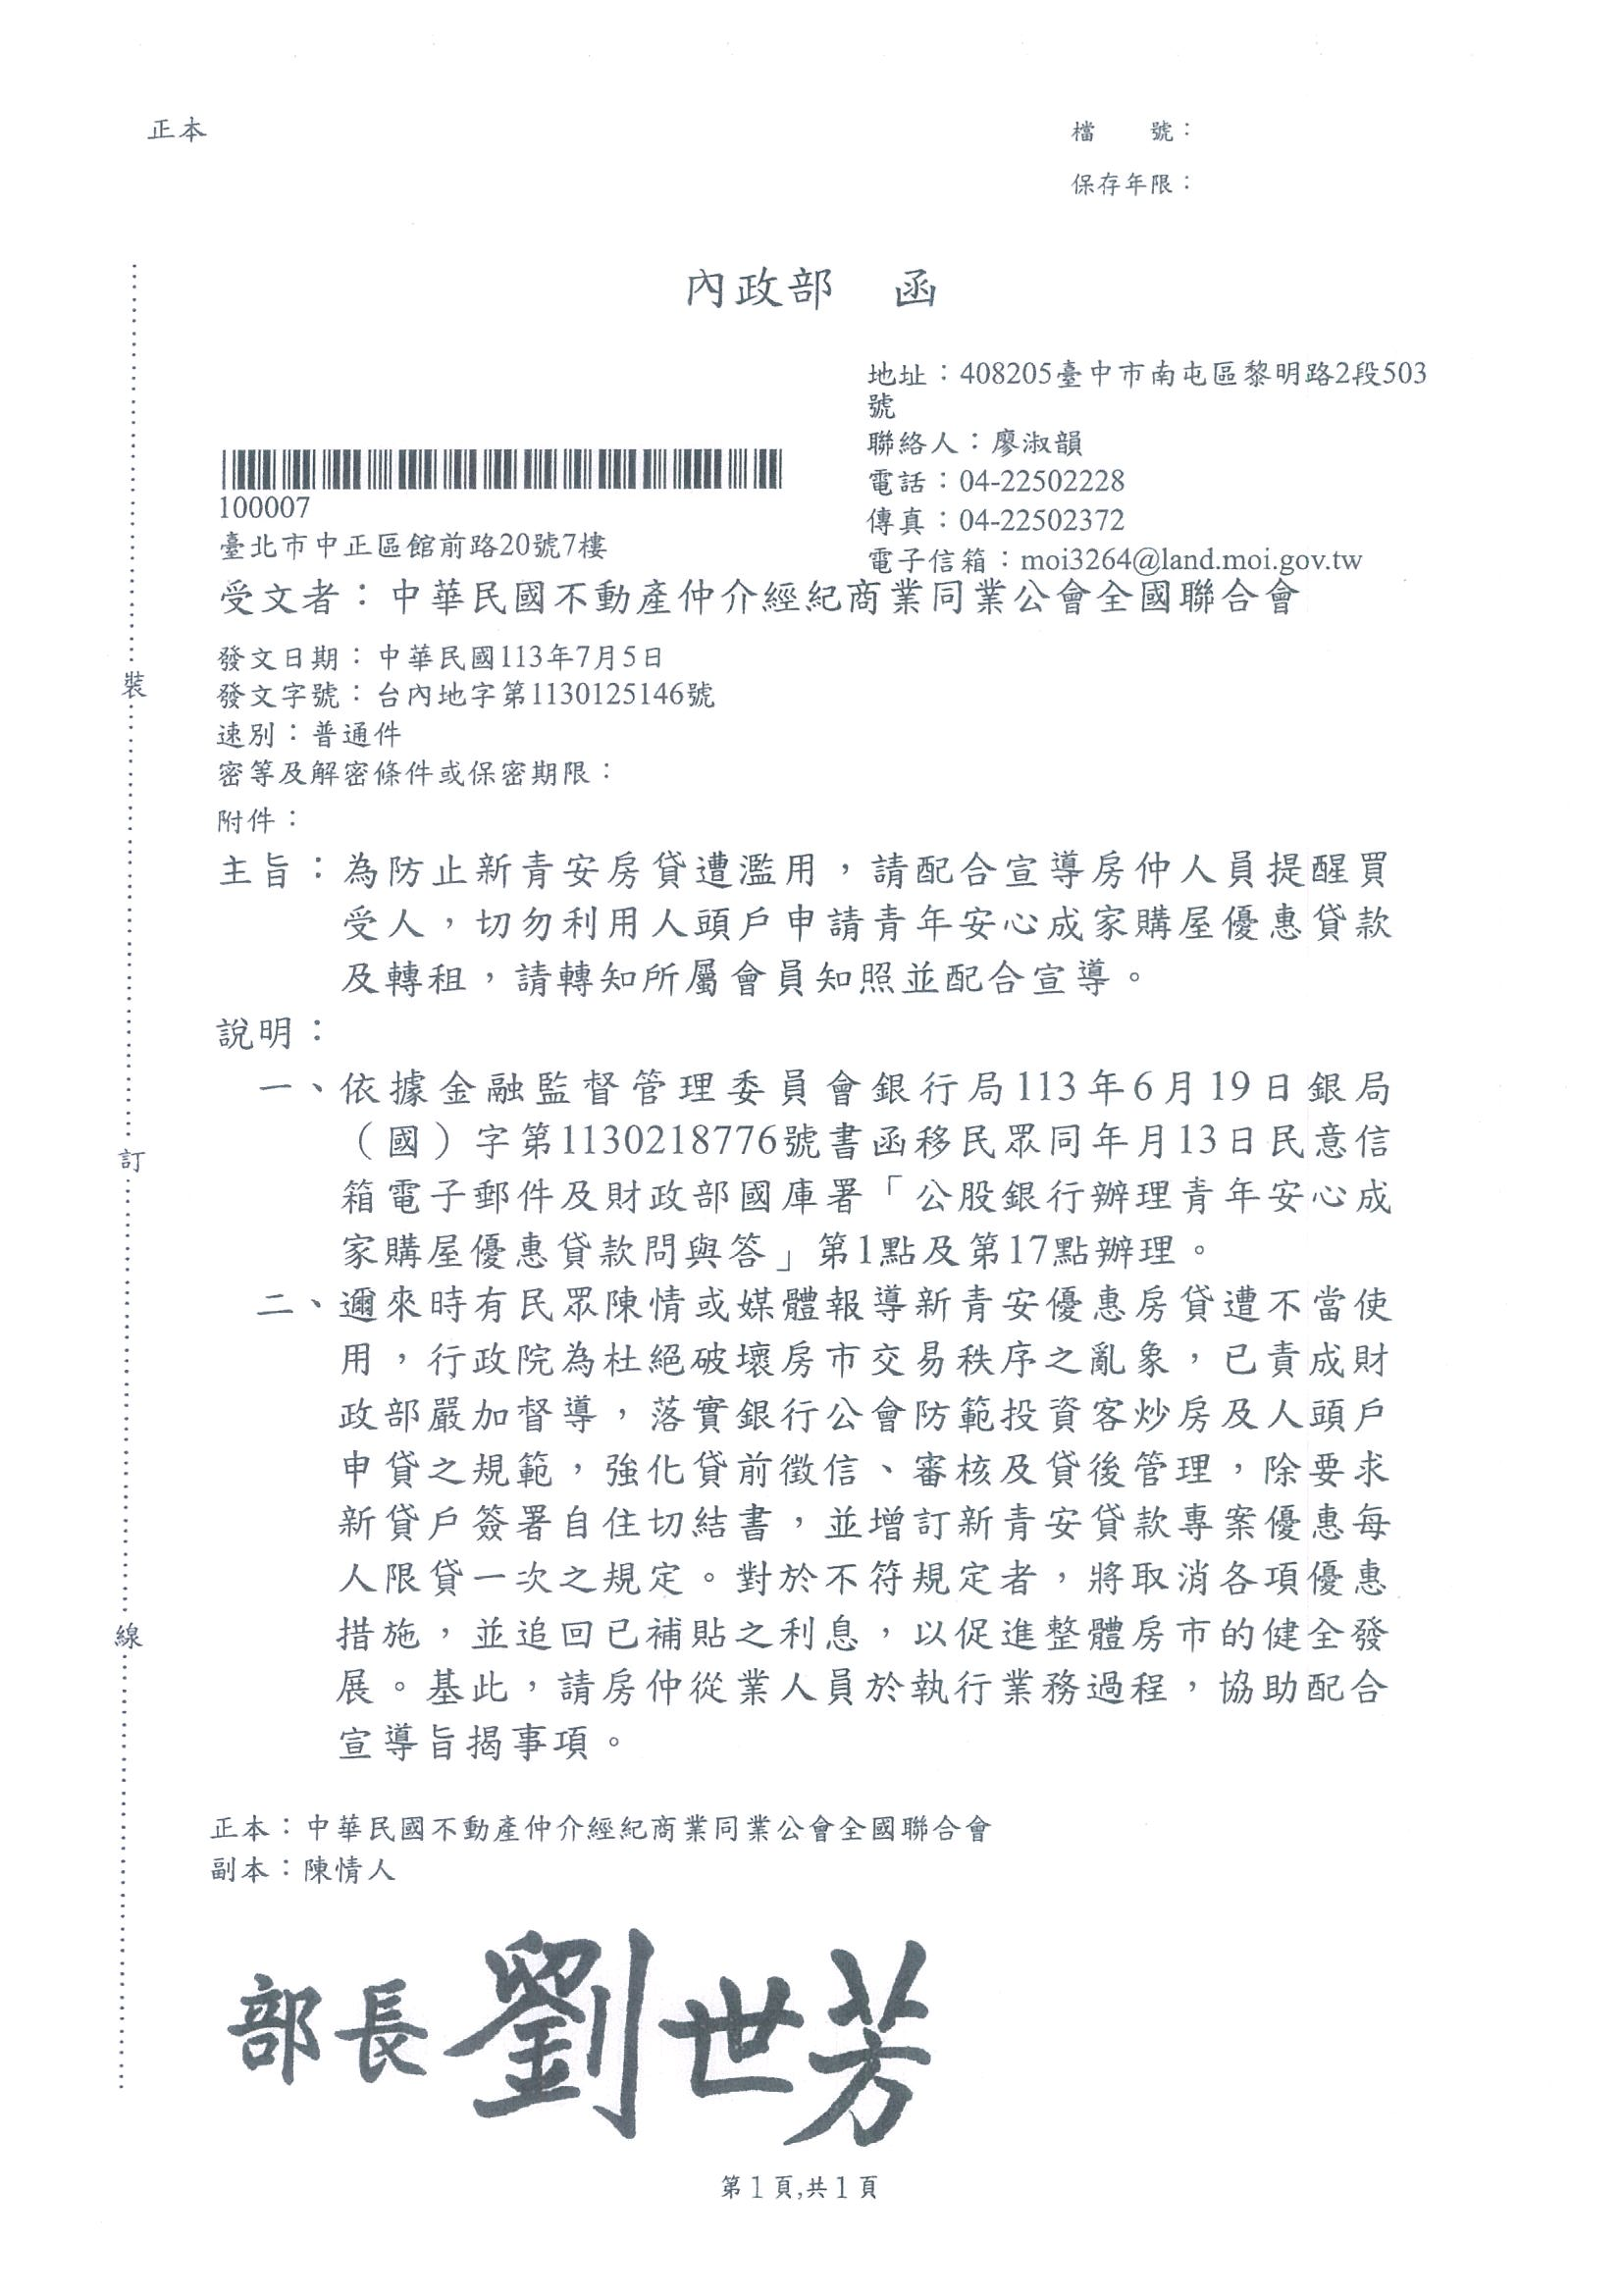 正本
檔　　號：
保存年限：
內政部　函
地址：408205臺中市南屯區黎明路2段503
號
聯絡人：廖淑韻
電話：04-22502228
傳真：04-22502372
電子信箱：moi3264@land.moi.gov.tw
100007
臺北市中正區館前路20號7樓
受文者：中華民國不動產仲介經紀商業同業公會全國聯合會
發文日期：中華民國113年7月5日
發文字號：台內地字第1130125146號
速別：普通件
密等及解密條件或保密期限：
附件：
主旨：為防止新青安房貸遭濫用，請配合宣導房仲人員提醒買
受人，切勿利用人頭戶申請青年安心成家購屋優惠貸款
及轉租，請轉知所屬會員知照並配合宣導。
說明：
一、依據金融監督管理委員會銀行局113年6月19日銀局
（國）字第1130218776號書函移民眾同年月13日民意信
箱電子郵件及財政部國庫署「公股銀行辦理青年安心成
家購屋優惠貸款問與答」第1點及第17點辦理。
二、邇來時有民眾陳情或媒體報導新青安優惠房貸遭不當使
用，行政院為杜絕破壞房市交易秩序之亂象，已責成財
政部嚴加督導，落實銀行公會防範投資客炒房及人頭戶
申貸之規範，強化貸前徵信、審核及貸後管理，除要求
新貸戶簽署自住切結書，並增訂新青安貸款專案優惠每
人限貸一次之規定。對於不符規定者，將取消各項優惠
措施，並追回已補貼之利息，以促進整體房市的健全發
展。基此，請房仲從業人員於執行業務過程，協助配合
宣導旨揭事項。
正本：中華民國不動產仲介經紀商業同業公會全國聯合會
副本：陳情人
部長劉世芳
第1頁,共1頁
裝
訂
線